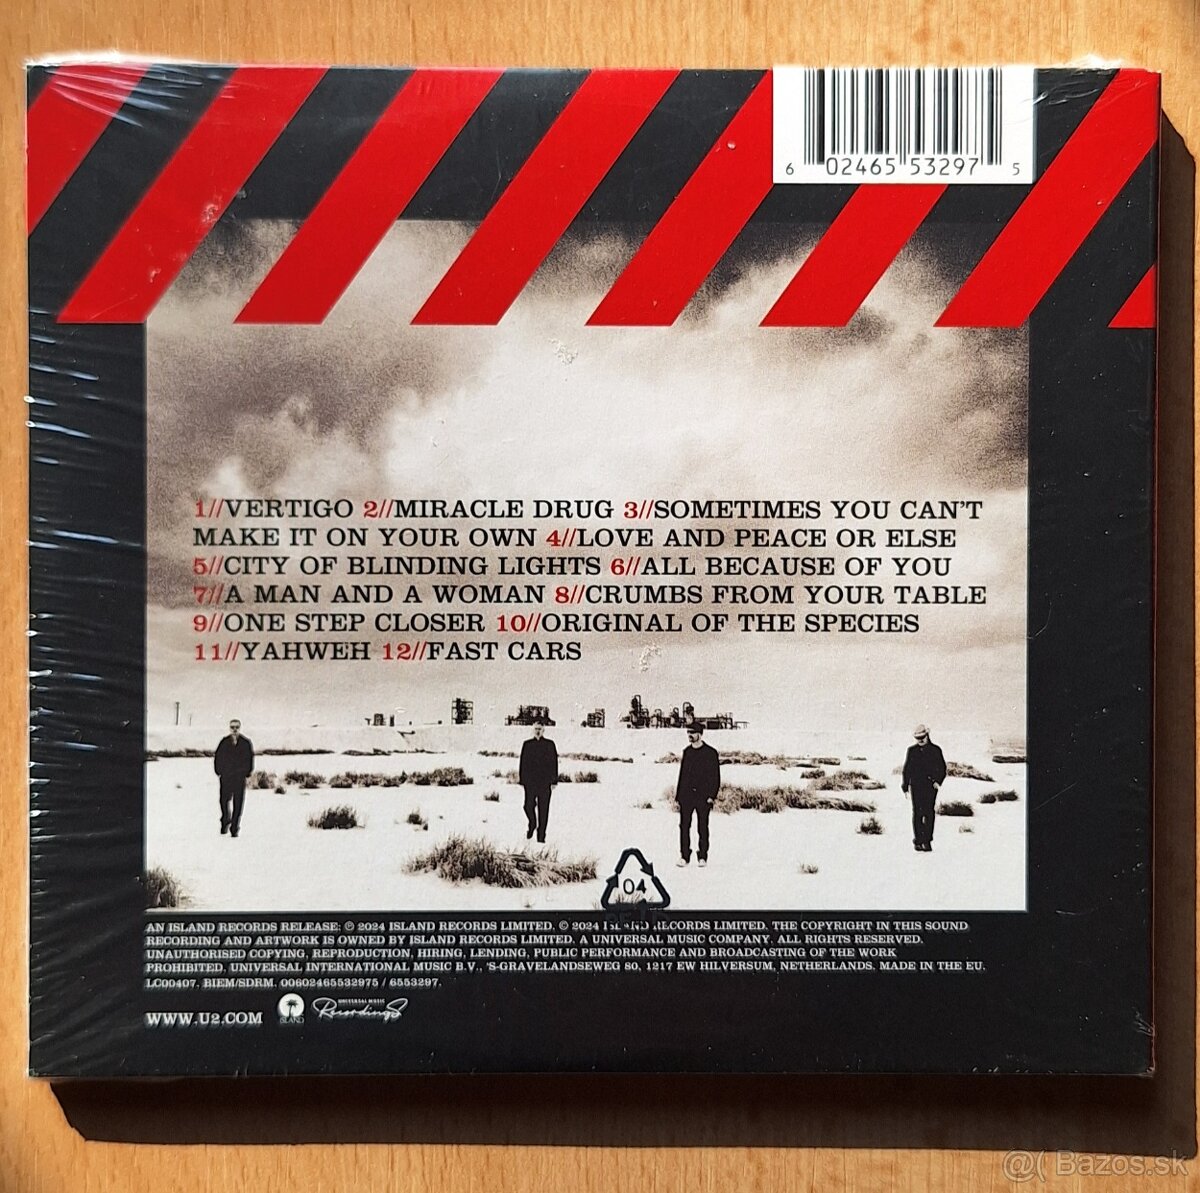 6 02465 53297 5
1//VERTIGO 2//MIRACLE DRUG 3//SOMETIMES YOU CAN'T
MAKE IT ON YOUR OWN 4//LOVE AND PEACE OR ELSE
5//CITY OF BLINDING LIGHTS 6//ALL BECAUSE OF YOU
7//A MAN AND A WOMAN 8//CRUMBS FROM YOUR TABLE
9//ONE STEP CLOSER 10//ORIGINAL OF THE SPECIES
11//YAHWEH 12//FAST CARS
04
AN ISLAND RECORDS RELEASE; ℗ 2024 ISLAND RECORDS LIMITED. © 2024 ISLAND RECORDS LIMITED. THE COPYRIGHT IN THIS SOUND
RECORDING AND ARTWORK IS OWNED BY ISLAND RECORDS LIMITED. A UNIVERSAL MUSIC COMPANY. ALL RIGHTS RESERVED.
UNAUTHORISED COPYING, REPRODUCTION, HIRING, LENDING, PUBLIC PERFORMANCE AND BROADCASTING OF THE WORK
PROHIBITED. UNIVERSAL INTERNATIONAL MUSIC B.V., 'S-GRAVELANDSEWEG 80, 1217 EW HILVERSUM, NETHERLANDS. MADE IN THE EU.
LC00407. BIEM/SDRM. 00602465532975 / 6553297.
WWW.U2.COM
ISLAND
UNIVERSAL MUSIC
Recordings
@( Bazos.sk